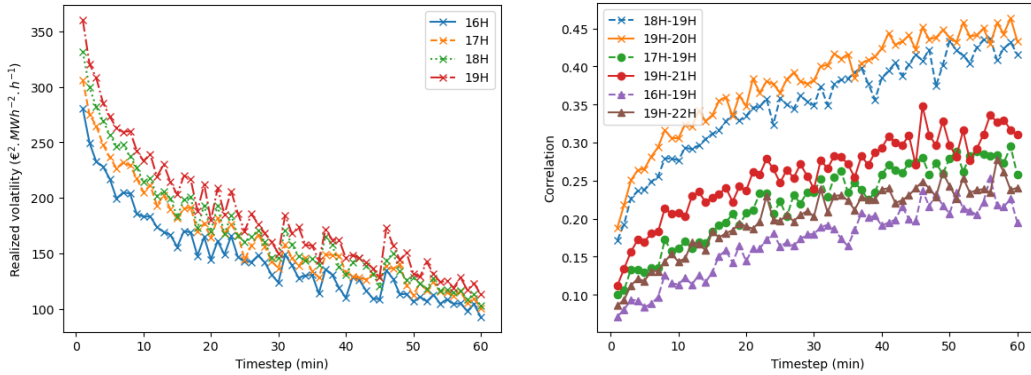 350
300
250
200
150
100
Realized volatility (€². MWh⁻². h⁻¹)
0
10
20
30
40
50
60
Timestep (min)
16H
17H
18H
19H
0.45
0.40
0.35
0.30
0.25
0.20
0.15
0.10
Correlation
0
10
20
30
40
50
60
Timestep (min)
18H-19H
19H-20H
17H-19H
19H-21H
16H-19H
19H-22H